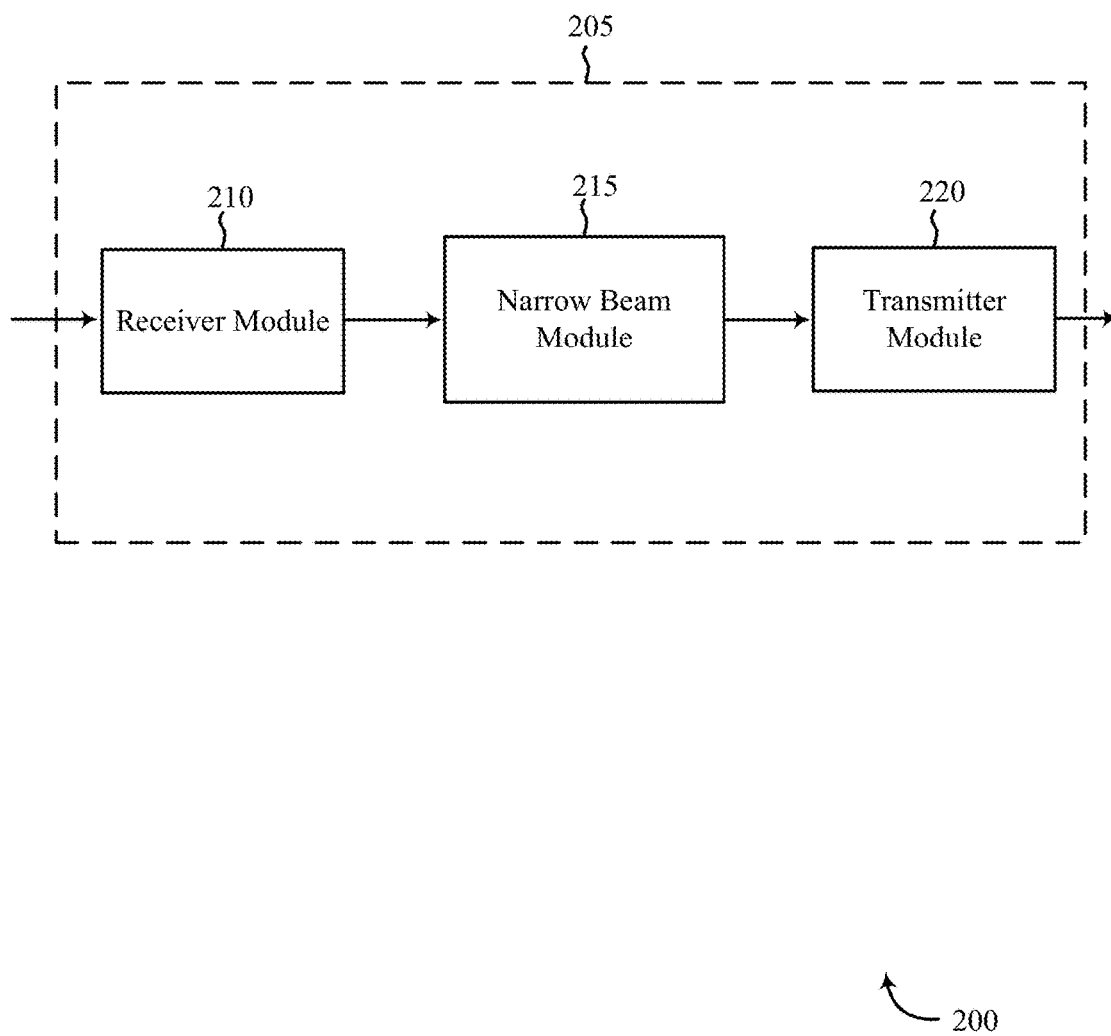 205
210
215
220
Receiver Module
Narrow Beam
Module
Transmitter
Module
200